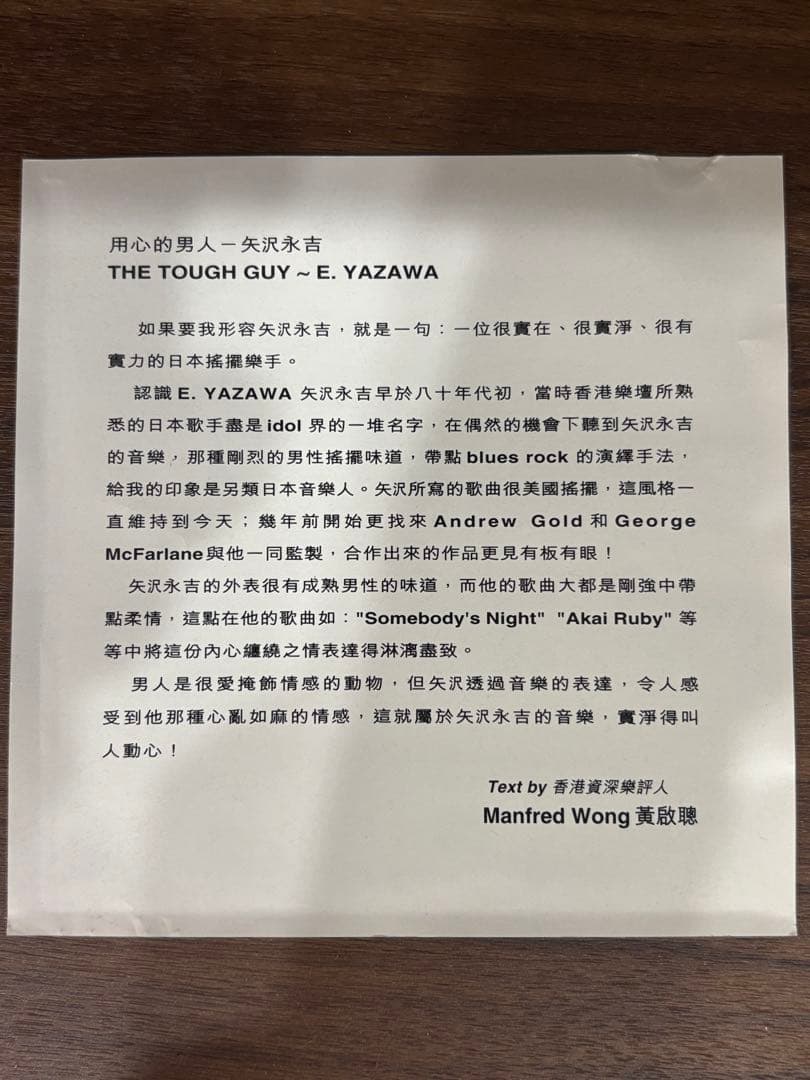 用心的男人－矢沢永吉
THE TOUGH GUY ~ E. YAZAWA
如果要我形容矢沢永吉，就是一句：一位很實在、很實淨、很有
實力的日本搖擺樂手。
認識 E. YAZAWA 矢沢永吉早於八十年代初，當時香港樂壇所熟
悉的日本歌手盡是 idol 界的一堆名字，在偶然的機會下聽到矢沢永吉
的音樂，那種剛烈的男性搖擺味道，帶點 blues rock 的演繹手法，
給我的印象是另類日本音樂人。矢沢所寫的歌曲很美國搖擺，這風格一
直維持到今天；幾年前開始更找來 Andrew Gold 和 George
McFarlane 與他一同監製，合作出來的作品更見有板有眼！
矢沢永吉的外表很有成熟男性的味道，而他的歌曲大都是剛強中帶
點柔情，這點在他的歌曲如："Somebody's Night" "Akai Ruby" 等
等中將這份內心纏繞之情表達得淋漓盡致。
男人是很愛掩飾情感的動物，但矢沢透過音樂的表達，令人感
受到他那種心亂如麻的情感，這就屬於矢沢永吉的音樂，實淨得叫
人動心！
Text by 香港資深樂評人
Manfred Wong 黃啟聰